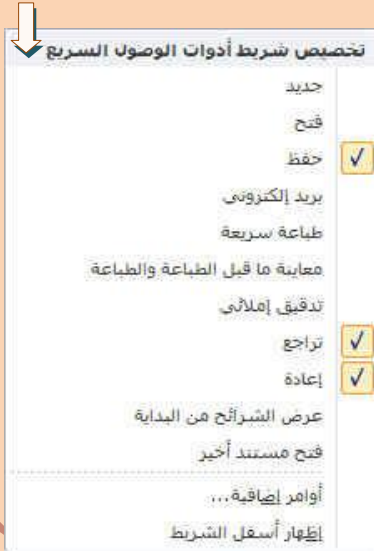 تخصيص شريط أدوات الوصول السريع
جديد
فتح
حفظ
بريد إلكتروني
طباعة سريعة
معاينة ما قبل الطباعة والطباعة
تدقيق إملائي
تراجع
إعادة
عرض الشرائح من البداية
فتح مستند أخير
أوامر إضافية...
إظهار أسفل الشريط